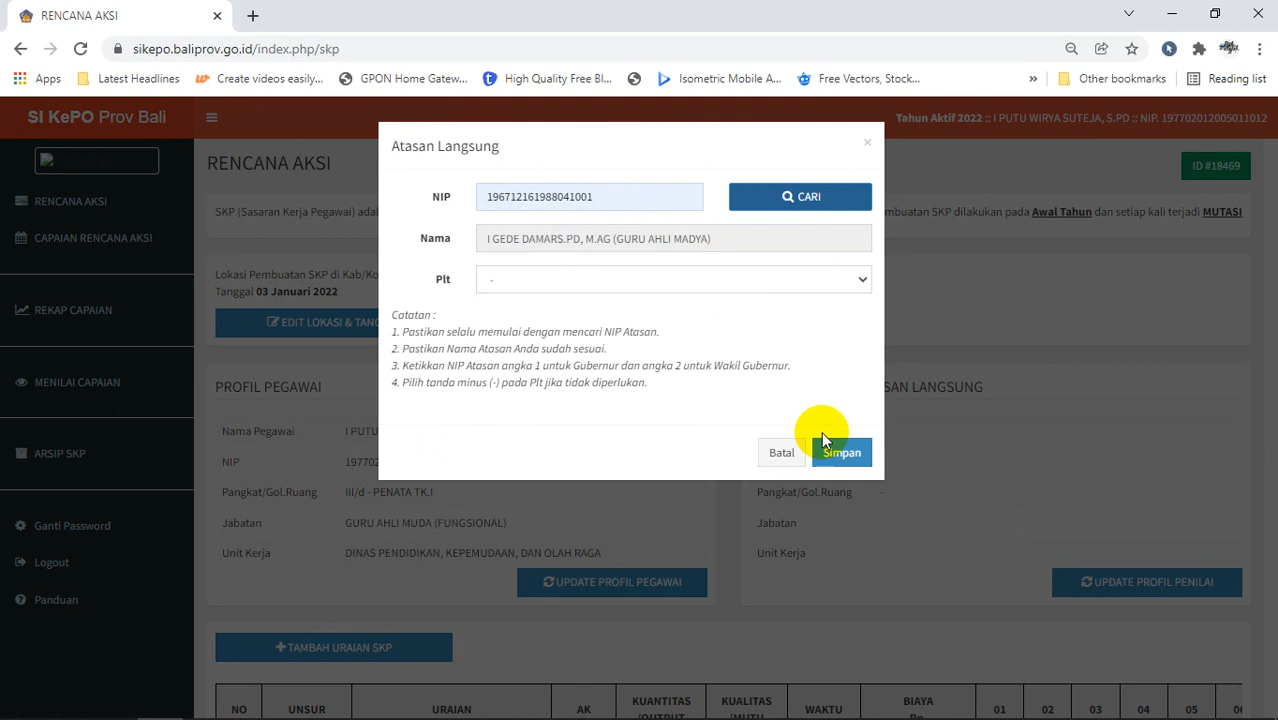 RENCANA AKSI
sikepo.baliprov.go.id/index.php/skp
Apps
Latest Headlines
Create videos easily...
GPON Home Gatew...
High Quality Free Bl...
Isometric Mobile A...
Free Vectors, Stock...
»
Other bookmarks
Reading list
SI KePO Prov Bali
Tahun Aktif 2022 :: I PUTU WIRYA SUTEJA, S.PD :: NIP. 197702012005011012
RENCANA AKSI
CAPAIAN RENCANA AKSI
REKAP CAPAIAN
MENILAI CAPAIAN
ARSIP SKP
Ganti Password
Logout
Panduan
RENCANA AKSI
ID #18469
SKP (Sasaran Kerja Pegawai) adal
mbuatan SKP dilakukan pada Awal Tahun dan setiap kali terjadi MUTASI
Lokasi Pembuatan SKP di Kab/Ko
Tanggal 03 Januari 2022
EDIT LOKASI & TANG
Atasan Langsung
×
NIP
196712161988041001
CARI
Nama
I GEDE DAMARS.PD, M.AG (GURU AHLI MADYA)
Plt
-
Catatan :
1. Pastikan selalu memulai dengan mencari NIP Atasan.
2. Pastikan Nama Atasan Anda sudah sesuai.
3. Ketikkan NIP Atasan angka 1 untuk Gubernur dan angka 2 untuk Wakil Gubernur.
4. Pilih tanda minus (-) pada Plt jika tidak diperlukan.
Batal
Simpan
PROFIL PEGAWAI
Nama Pegawai
I PUTU
NIP
19770
Pangkat/Gol.Ruang
III/d - PENATA TK.I
Jabatan
GURU AHLI MUDA (FUNGSIONAL)
Unit Kerja
DINAS PENDIDIKAN, KEPEMUDAAN, DAN OLAH RAGA
UPDATE PROFIL PEGAWAI
SAN LANGSUNG
Pangkat/Gol.Ruang
-
Jabatan
Unit Kerja
UPDATE PROFIL PENILAI
TAMBAH URAIAN SKP
NO
UNSUR
URAIAN
AK
KUANTITAS
KUALITAS
WAKTU
BIAYA
01
02
03
04
05